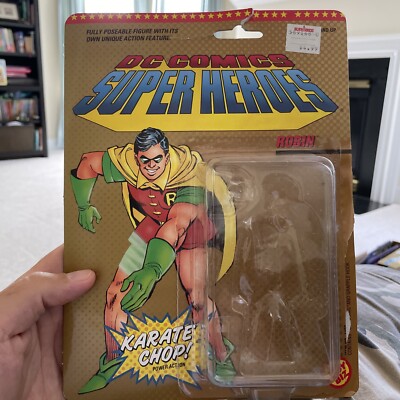 FULLY POSEABLE FIGURE WITH ITS
OWN UNIQUE ACTION FEATURE.
DC COMICS
SUPER HEROES
ROBIN
R
KARATE
CHOP!
POWER ACTION